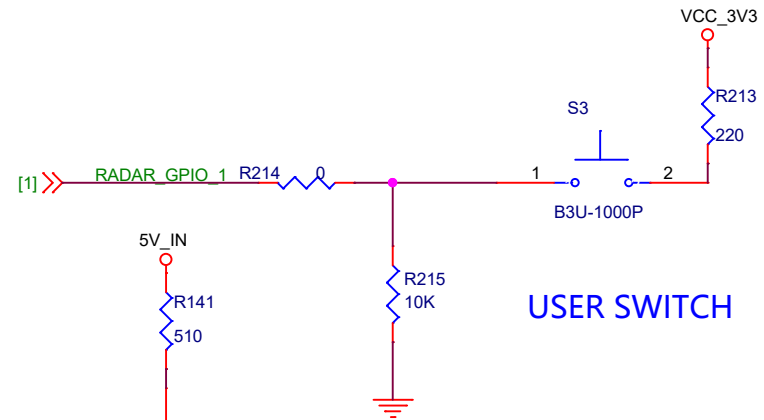 VCC_3V3
R213
220
S3
[1]
RADAR_GPIO_1
R214
0
1
2
B3U-1000P
5V_IN
R141
510
R215
10K
USER SWITCH